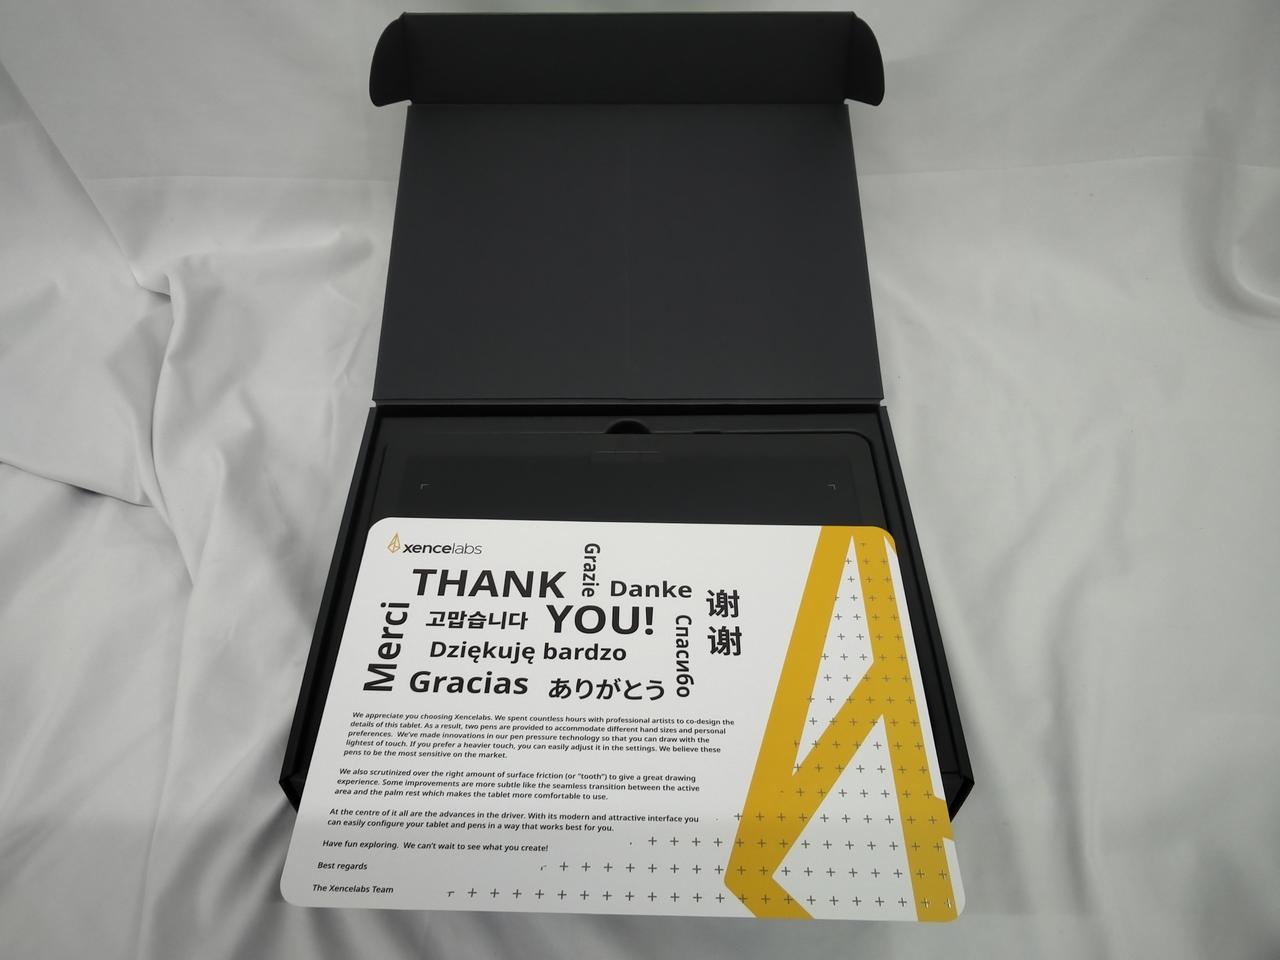 xencelabs
THANK
YOU!
Grazie
Danke
谢谢
Merci
고맙습니다
Спасибо
Dziękuję bardzo
Gracias
ありがとう
We appreciate you choosing Xencelabs. We spent countless hours with professional artists to co-design the
details of this tablet. As a result, two pens are provided to accommodate different hand sizes and personal
preferences. We've made innovations in our pen pressure technology so that you can draw with the
lightest of touch. If you prefer a heavier touch, you can easily adjust it in the settings. We believe these
pens to be the most sensitive on the market.
We also scrutinized over the right amount of surface friction (or "tooth") to give a great drawing
experience. Some improvements are more subtle like the seamless transition between the active
area and the palm rest which makes the tablet more comfortable to use.
At the centre of it all are the advances in the driver. With its modern and attractive interface you
can easily configure your tablet and pens in a way that works best for you.
Have fun exploring. We can't wait to see what you create!
Best regards
The Xencelabs Team